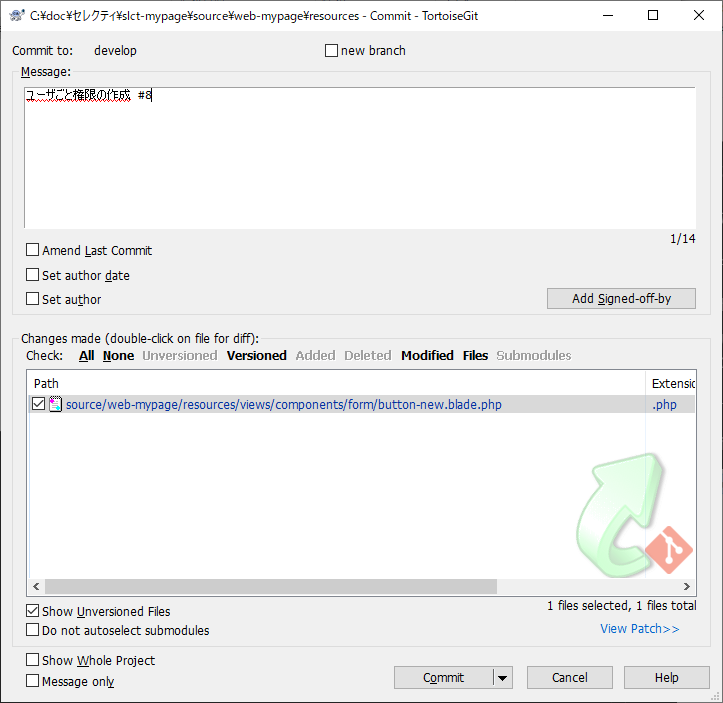 C:¥doc¥セレクティ¥slct-mypage¥source¥web-mypage¥resources - Commit - TortoiseGit
Commit to: develop new branch
Message:
ユーザごと権限の作成 #8
1/14
Amend Last Commit
Set author date
Set author
Add Signed-off-by
Changes made (double-click on file for diff):
Check: All None Unversioned Versioned Added Deleted Modified Files Submodules
Path Extensio
source/web-mypage/resources/views/components/form/button-new.blade.php .php
Show Unversioned Files
1 files selected, 1 files total
Do not autoselect submodules
View Patch>>
Show Whole Project
Message only
Commit Cancel Help